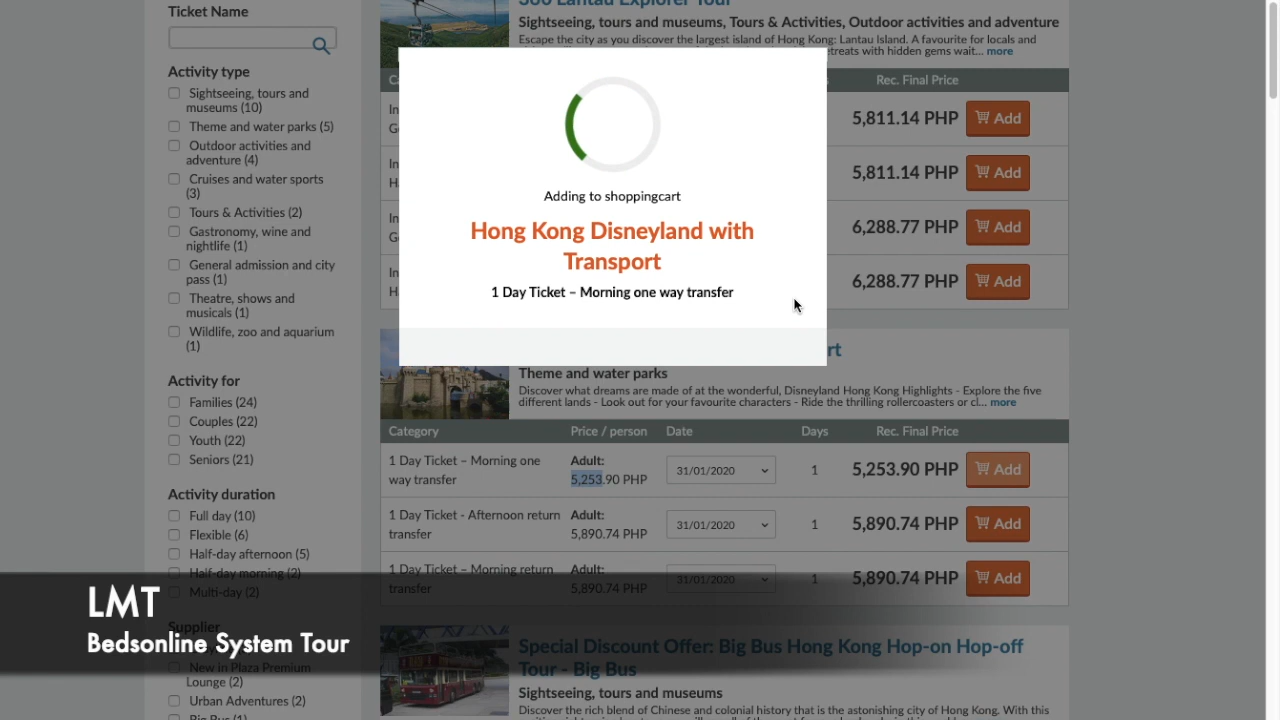 Ticket Name
Activity type
Sightseeing, tours and
museums (10)
Theme and water parks (5)
Outdoor activities and
adventure (4)
Cruises and water sports
(3)
Tours & Activities (2)
Gastronomy, wine and
nightlife (1)
General admission and city
pass (1)
Theatre, shows and
musicals (1)
Wildlife, zoo and aquarium
(1)
Activity for
Families (24)
Couples (22)
Youth (22)
Seniors (21)
Activity duration
Full day (10)
Flexible (6)
Half-day afternoon (5)
Half-day morning (2)
Multi-day (2)
Supplier
New in Plaza Premium
Lounge (2)
Urban Adventures (2)
Big Bus (1)
360 Lantau Explorer Tour
Sightseeing, tours and museums, Tours & Activities, Outdoor activities and adventure
Escape the city as you discover the largest island of Hong Kong: Lantau Island. A favourite for locals and
retreats with hidden gems wait... more
Rec. Final Price
5,811.14 PHP Add
5,811.14 PHP Add
6,288.77 PHP Add
6,288.77 PHP Add
Adding to shoppingcart
Hong Kong Disneyland with
Transport
1 Day Ticket – Morning one way transfer
Theme and water parks
Discover what dreams are made of at the wonderful, Disneyland Hong Kong Highlights - Explore the five
different lands - Look out for your favourite characters - Ride the thrilling rollercoasters or cl... more
Category Price / person Date Days Rec. Final Price
1 Day Ticket – Morning one
way transfer
Adult:
5,253.90 PHP
31/01/2020 1 5,253.90 PHP Add
1 Day Ticket - Afternoon return
transfer
Adult:
5,890.74 PHP
31/01/2020 1 5,890.74 PHP Add
1 Day Ticket – Morning return
transfer
Adult:
5,890.74 PHP
31/01/2020 1 5,890.74 PHP Add
Special Discount Offer: Big Bus Hong Kong Hop-on Hop-off
Tour - Big Bus
Sightseeing, tours and museums
Discover the rich blend of Chinese and colonial history that is the astonishing city of Hong Kong. With this
LMT
Bedsonline System Tour